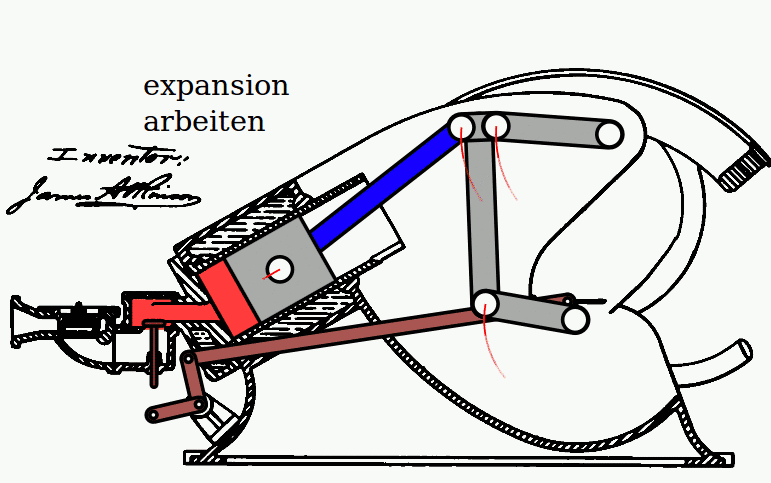 expansion
arbeiten
Inventor:
James Atkinson